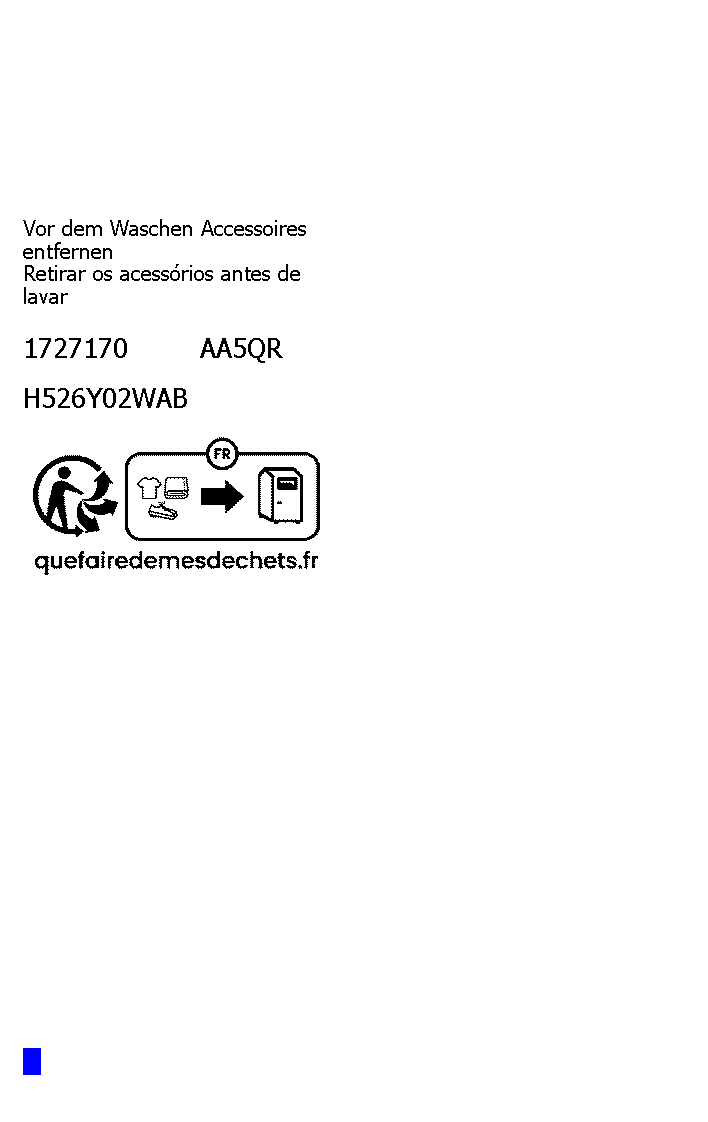 Vor dem Waschen Accessoires
entfernen
Retirar os acessórios antes de
lavar
1727170 AA5QR
H526Y02WAB
FR
quefairedemesdechets.fr